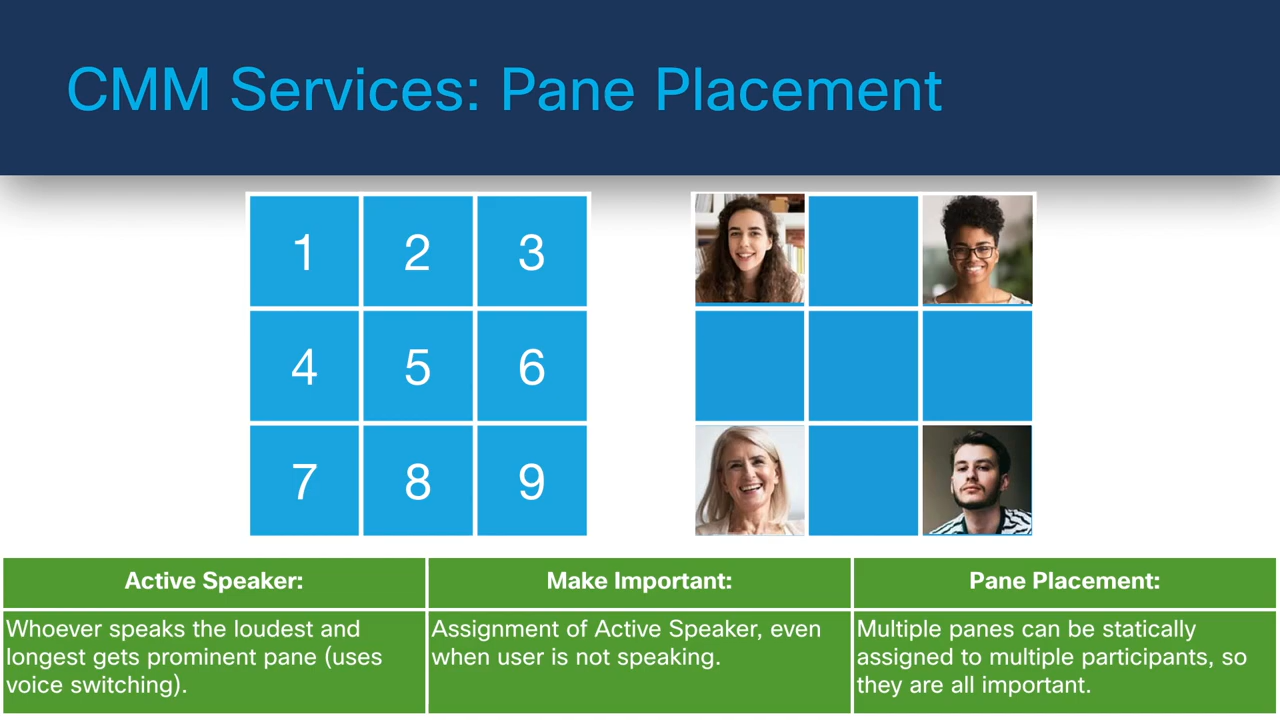 CMM Services: Pane Placement
1 2 3
4 5 6
7 8 9
Active Speaker:
Whoever speaks the loudest and
longest gets prominent pane (uses
voice switching).
Make Important:
Assignment of Active Speaker, even
when user is not speaking.
Pane Placement:
Multiple panes can be statically
assigned to multiple participants, so
they are all important.